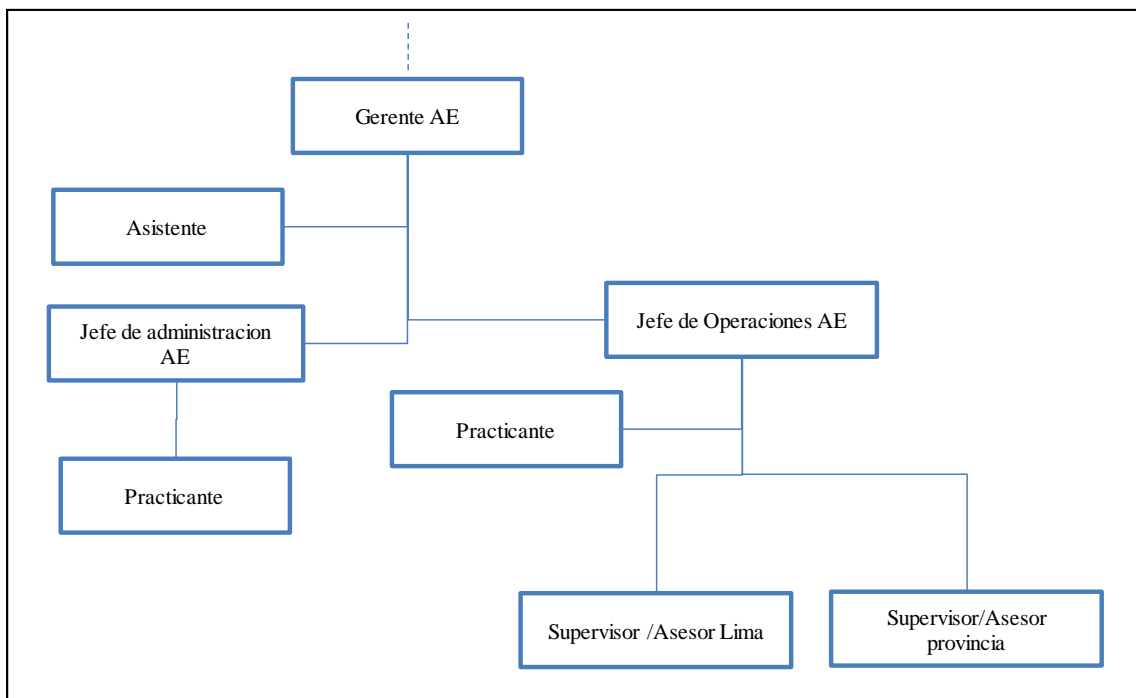 Gerente AE
Asistente
Jefe de administracion
AE
Jefe de Operaciones AE
Practicante
Practicante
Supervisor /Asesor Lima
Supervisor/Asesor
provincia